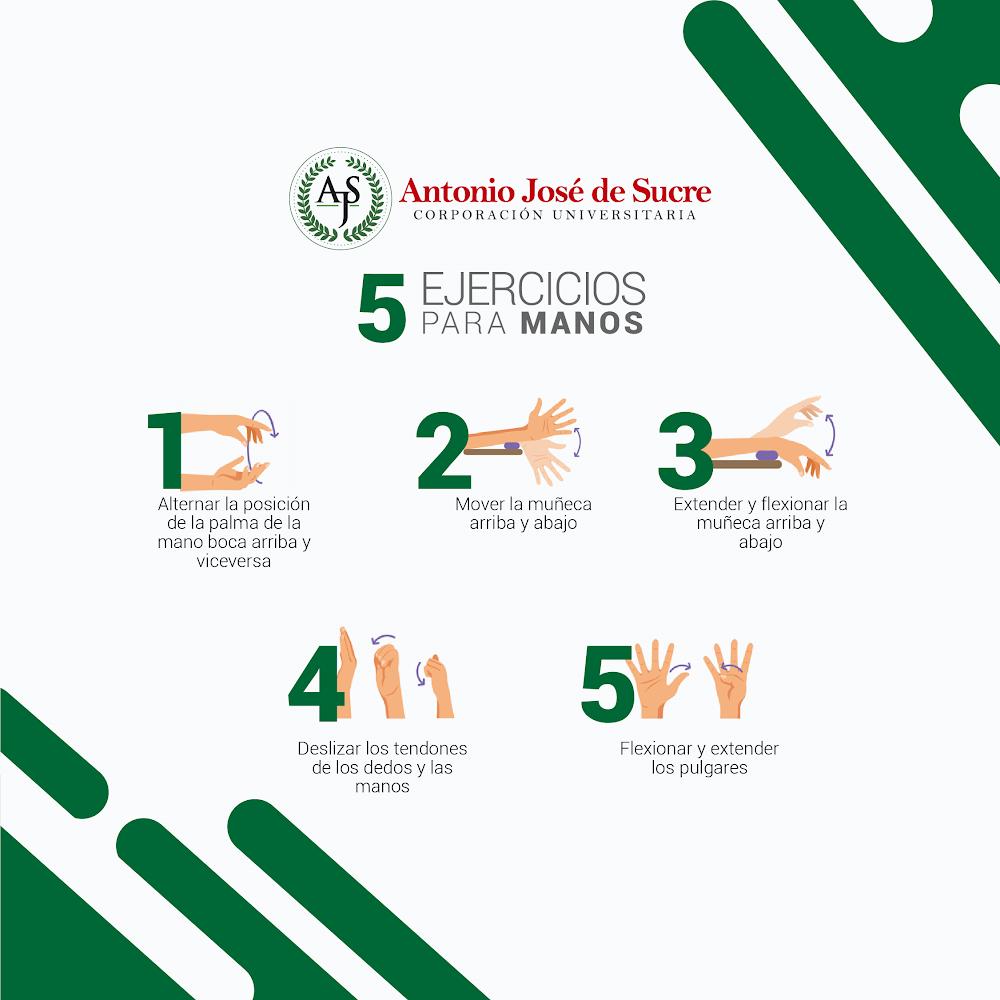 AJS
Antonio José de Sucre
CORPORACIÓN UNIVERSITARIA
5 EJERCICIOS
PARA MANOS
1
Alternar la posición
de la palma de la
mano boca arriba y
viceversa
2
Mover la muñeca
arriba y abajo
3
Extender y flexionar la
muñeca arriba y
abajo
4
Deslizar los tendones
de los dedos y las
manos
5
Flexionar y extender
los pulgares